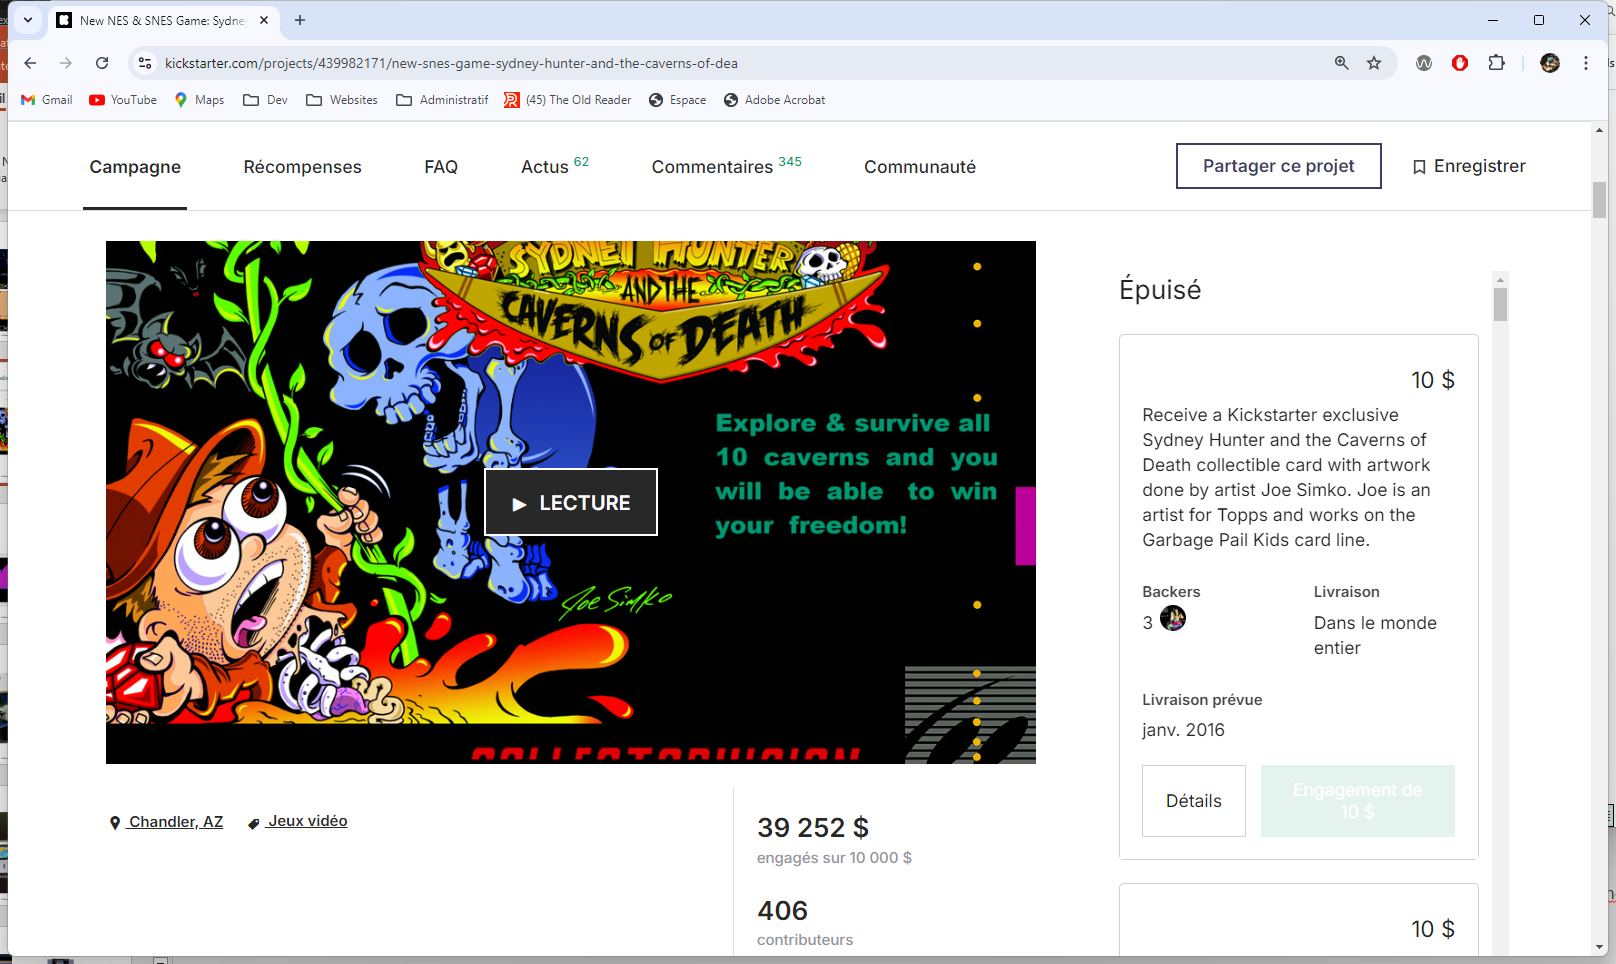 New NES & SNES Game: Sydne
kickstarter.com/projects/439982171/new-snes-game-sydney-hunter-and-the-caverns-of-dea
Gmail
YouTube
Maps
Dev
Websites
Administratif
(45) The Old Reader
Espace
Adobe Acrobat
Campagne
Récompenses
FAQ
Actus 62
Commentaires 345
Communauté
Partager ce projet
Enregistrer
SYDNEY HUNTER
AND THE
CAVERNS OF DEATH
Explore & survive all
10 caverns and you
will be able to win
your freedom!
LECTURE
Joe Simko
COLLECTORVISION
Chandler, AZ
Jeux vidéo
39 252 $
engagés sur 10 000 $
406
contributeurs
Épuisé
10 $
Receive a Kickstarter exclusive
Sydney Hunter and the Caverns of
Death collectible card with artwork
done by artist Joe Simko. Joe is an
artist for Topps and works on the
Garbage Pail Kids card line.
Backers
3
Livraison
Dans le monde
entier
Livraison prévue
janv. 2016
Détails
Engagement de
10 $
10 $